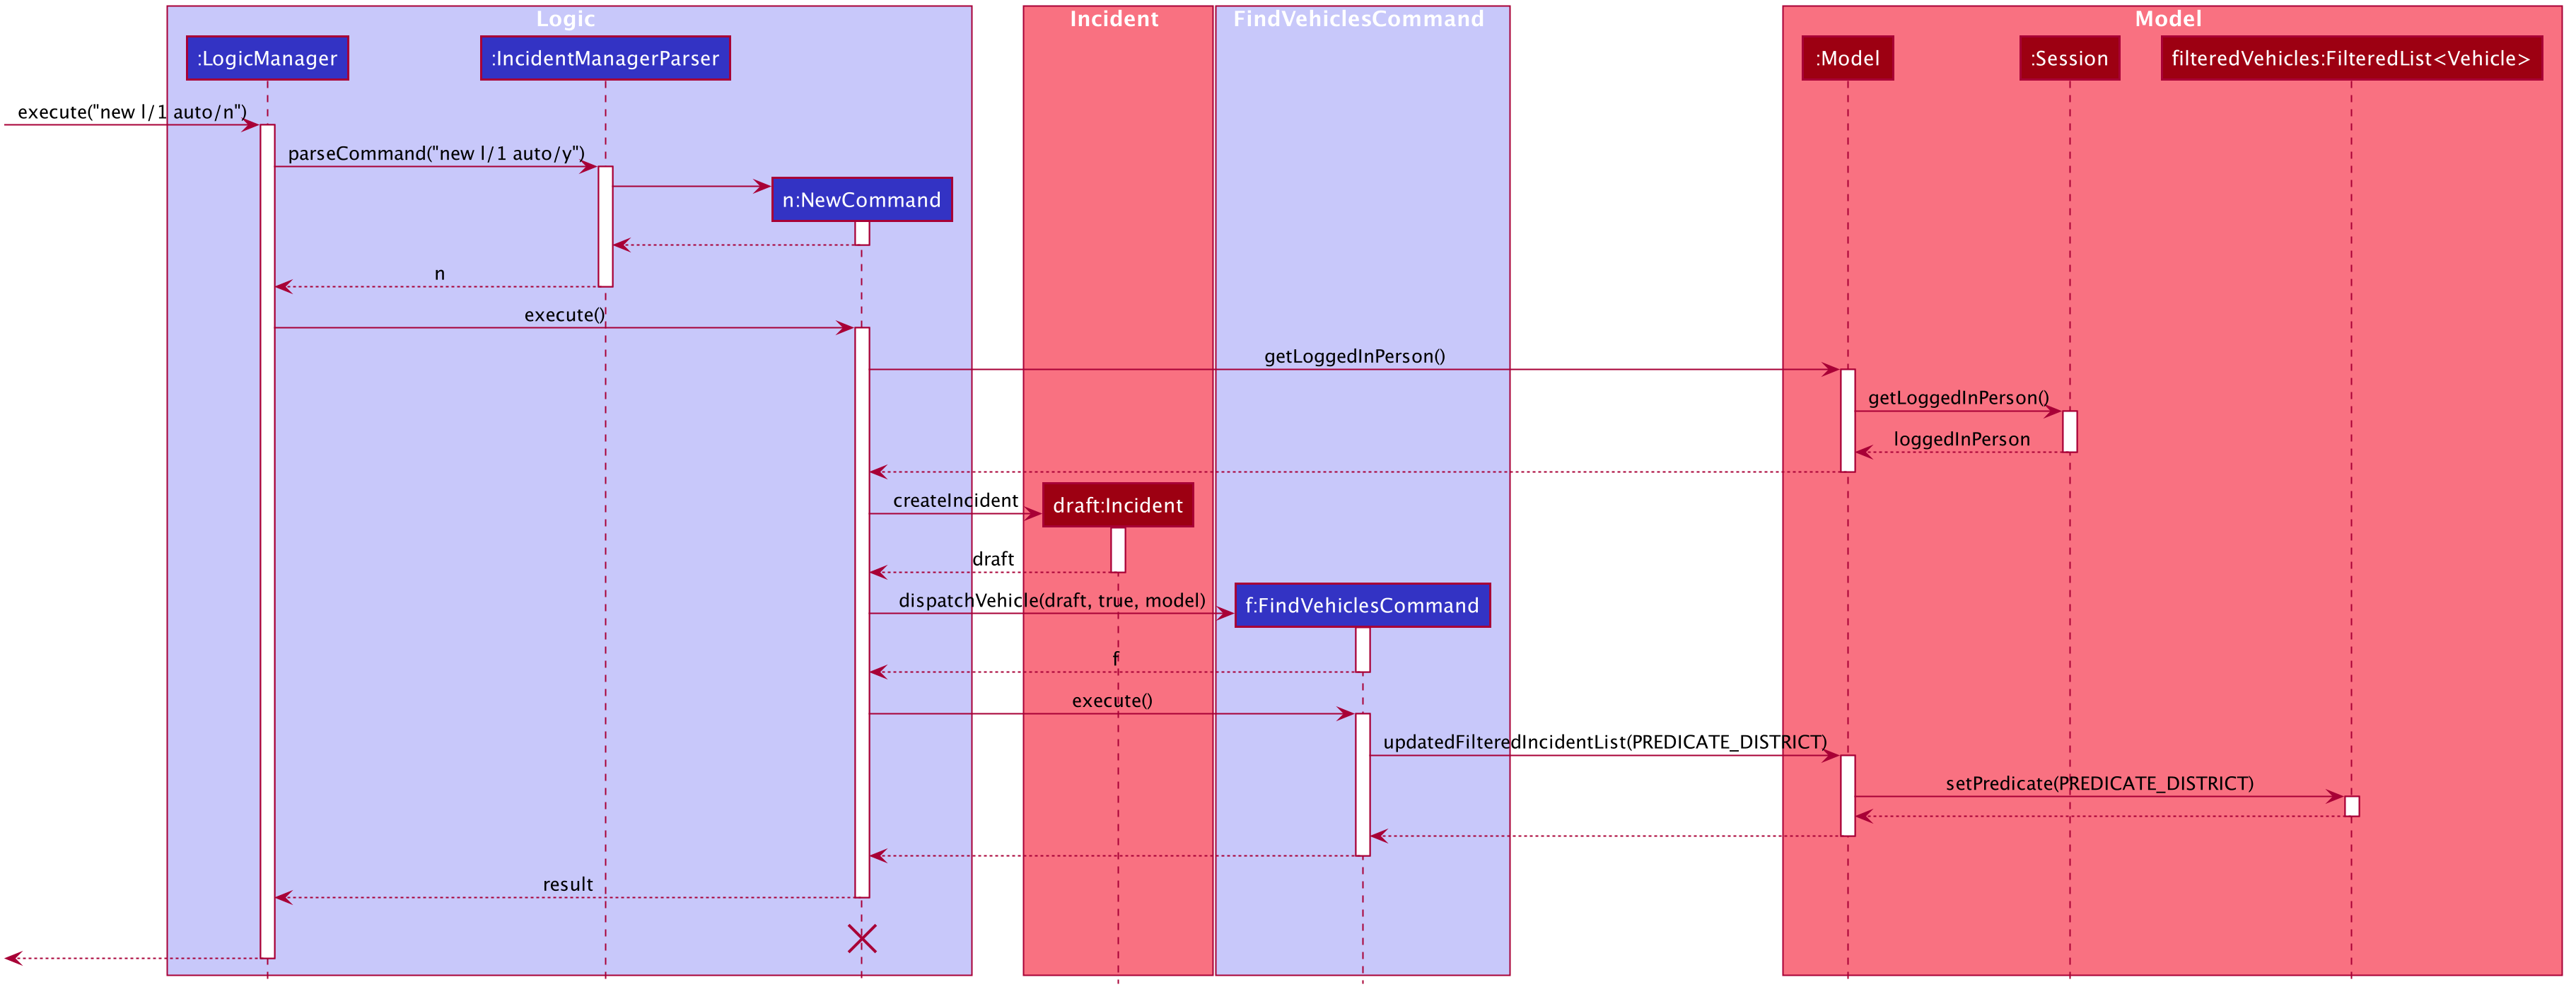 Logic
Incident
FindVehiclesCommand
Model
:LogicManager
:IncidentManagerParser
:Model
:Session
filteredVehicles:FilteredList<Vehicle>
execute("new l/1 auto/n")
parseCommand("new l/1 auto/y")
n:NewCommand
n
execute()
getLoggedInPerson()
getLoggedInPerson()
loggedInPerson
createIncident
draft:Incident
draft
dispatchVehicle(draft, true, model)
f:FindVehiclesCommand
f
execute()
updatedFilteredIncidentList(PREDICATE_DISTRICT)
setPredicate(PREDICATE_DISTRICT)
result